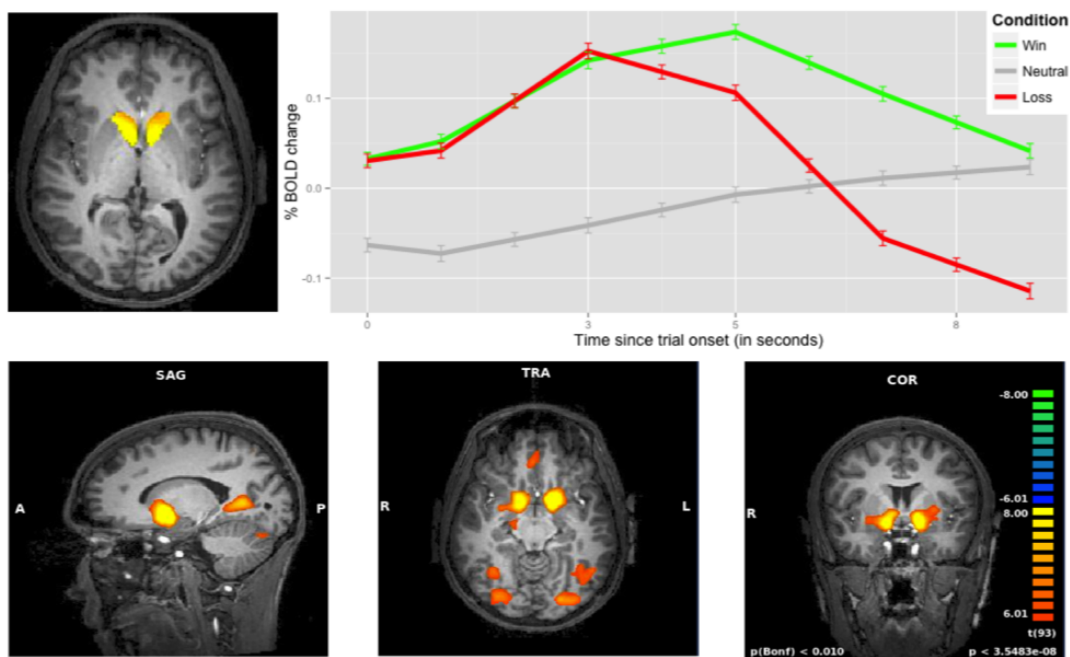 Condition
Win
Neutral
Loss
% BOLD change
0.1
0.0
-0.1
0
3
5
8
Time since trial onset (in seconds)
SAG
A
P
TRA
R
L
COR
R
-8.00
-6.01
8.00
6.01
t(93)
p(Bonf) < 0.010
p < 3.5483e-08